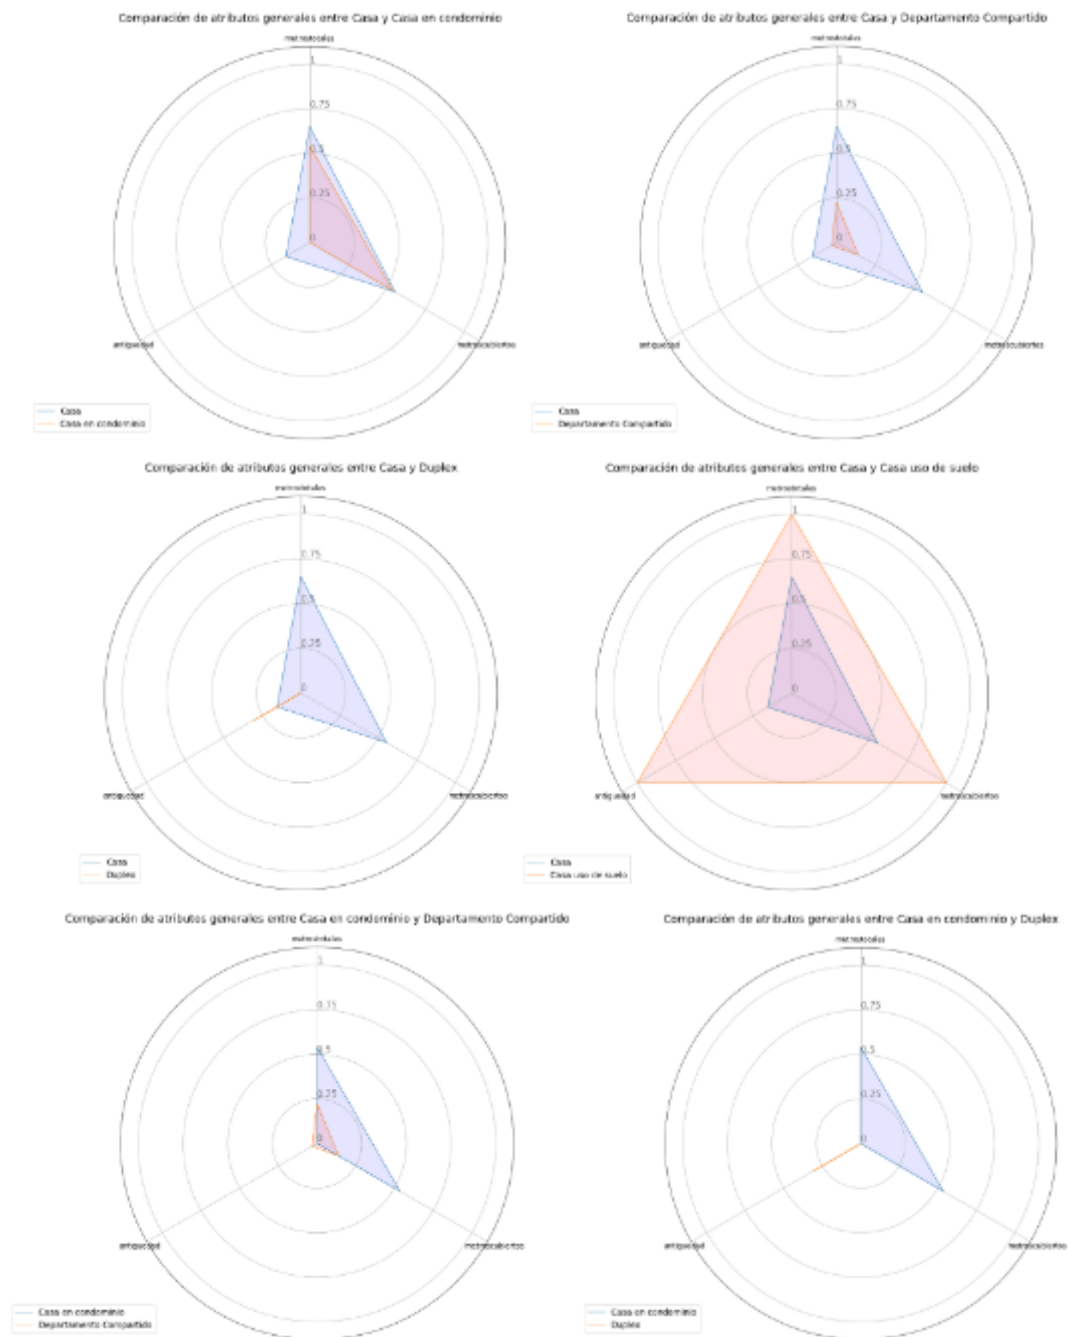 Comparación de atributos generales entre Casa y Casa en condominio
metrostotales
1
0.75
0.5
0.25
0
antiguedad
metroscubiertos
Casa
Casa en condominio
Comparación de atributos generales entre Casa y Departamento Compartido
metrostotales
1
0.75
0.5
0.25
0
antiguedad
metroscubiertos
Casa
Departamento Compartido
Comparación de atributos generales entre Casa y Duplex
metrostotales
1
0.75
0.5
0.25
0
antiguedad
metroscubiertos
Casa
Duplex
Comparación de atributos generales entre Casa y Casa uso de suelo
metrostotales
1
0.75
0.5
0.25
0
antiguedad
metroscubiertos
Casa
Casa uso de suelo
Comparación de atributos generales entre Casa en condominio y Departamento Compartido
metrostotales
1
0.75
0.5
0.25
0
antiguedad
metroscubiertos
Casa en condominio
Departamento Compartido
Comparación de atributos generales entre Casa en condominio y Duplex
metrostotales
1
0.75
0.5
0.25
0
antiguedad
metroscubiertos
Casa en condominio
Duplex